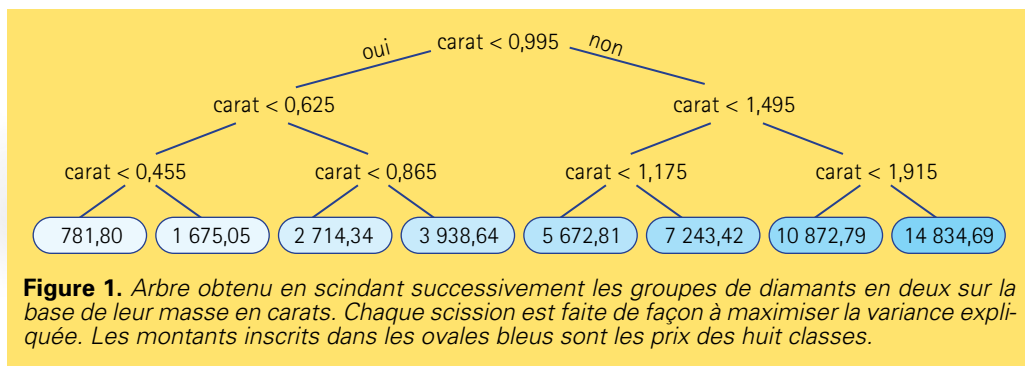 oui carat < 0,995 non
carat < 0,625 carat < 1,495
carat < 0,455 carat < 0,865 carat < 1,175 carat < 1,915
781,80 1 675,05 2 714,34 3 938,64 5 672,81 7 243,42 10 872,79 14 834,69
Figure 1. Arbre obtenu en scindant successivement les groupes de diamants en deux sur la
base de leur masse en carats. Chaque scission est faite de façon à maximiser la variance expli-
quée. Les montants inscrits dans les ovales bleus sont les prix des huit classes.